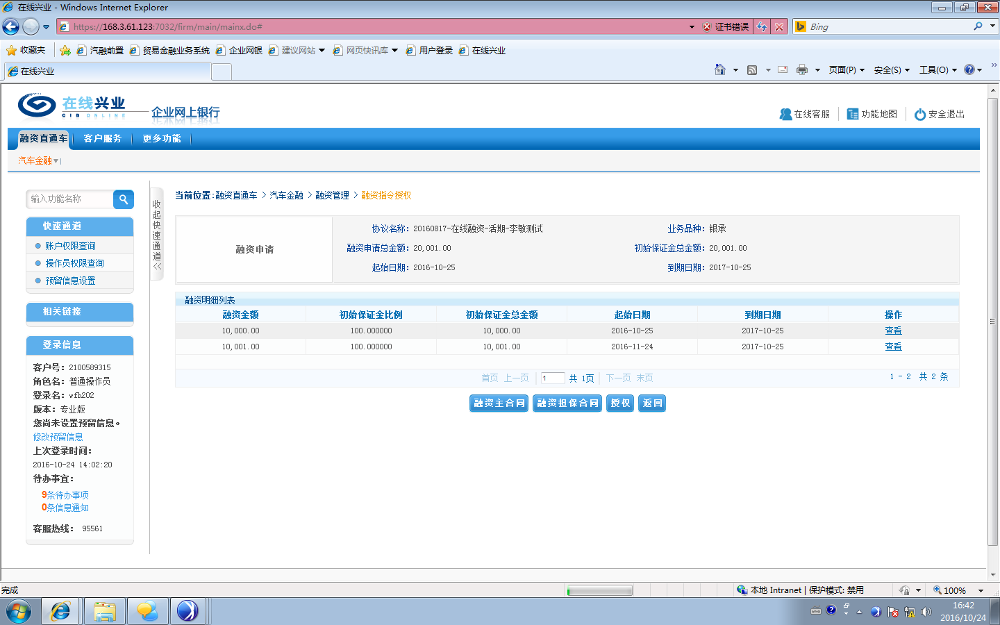 在线兴业 - Windows Internet Explorer
https://168.3.61.123:7032/firm/main/mainx.do#
证书错误
Bing
收藏夹 汽融前置 贸易金融业务系统 企业网银 建议网站 网页快讯库 用户登录 在线兴业
在线兴业
页面(P) 安全(S) 工具(O)
在线兴业
CIB ONLINE
企业网上银行
在线客服 功能地图 安全退出
融资直通车 客户服务 更多功能
汽车金融
输入功能名称
快速通道
账户权限查询
操作员权限查询
预留信息设置
相关链接
登录信息
客户号：2100589315
角色名：普通操作员
登录名：wfh202
版本：专业版
您尚未设置预留信息。
修改预留信息
上次登录时间：
2016-10-24 14:02:20
待办事宜：
9条待办事项
0条信息通知
客服热线： 95561
收起快速通道
当前位置:融资直通车 > 汽车金融 > 融资管理 > 融资指令授权
融资申请
协议名称：20160817-在线融资-活期-李敏测试 业务品种：银承
融资申请总金额：20,001.00 初始保证金总金额：20,001.00
起始日期：2016-10-25 到期日期：2017-10-25
融资明细列表
融资金额 初始保证金比例 初始保证金总金额 起始日期 到期日期 操作
10,000.00 100.000000 10,000.00 2016-10-25 2017-10-25 查看
10,001.00 100.000000 10,001.00 2016-11-24 2017-10-25 查看
首页 上一页 1 共 1页 下一页 末页 1 - 2 共 2 条
融资主合同 融资担保合同 授权 返回
完成
本地 Intranet | 保护模式: 禁用
100%
16:42
2016/10/24